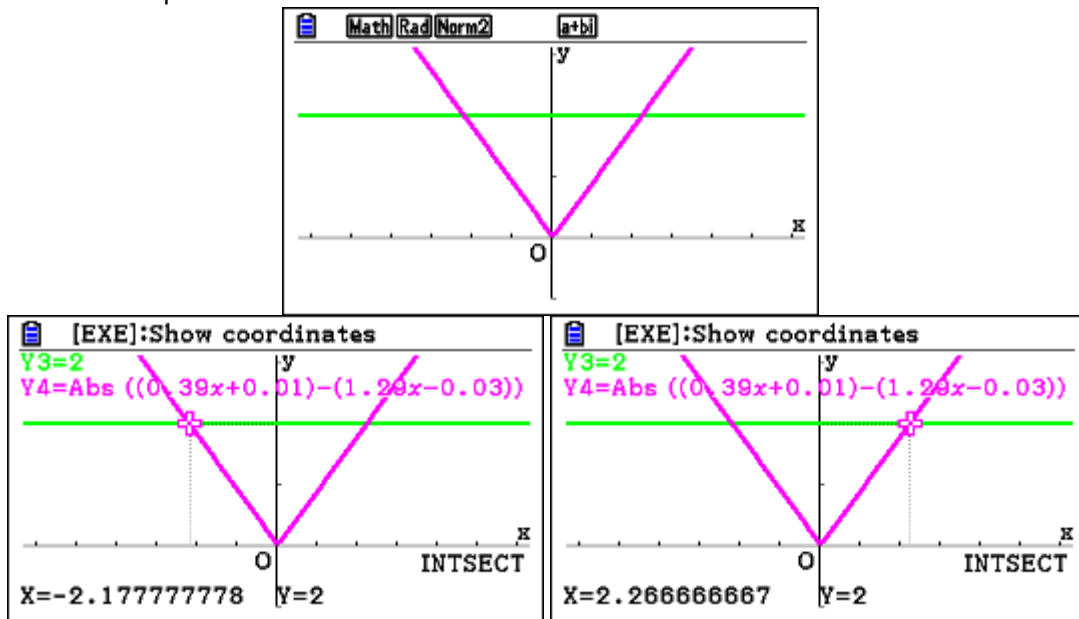 Math Rad Norm2 a+bi
y
x
O
[EXE]:Show coordinates
Y3=2
y
Y4=Abs ((0.39x+0.01)-(1.29x-0.03))
x
O
INTSECT
X=-2.177777778 Y=2
[EXE]:Show coordinates
Y3=2
y
Y4=Abs ((0.39x+0.01)-(1.29x-0.03))
x
O
INTSECT
X=2.266666667 Y=2